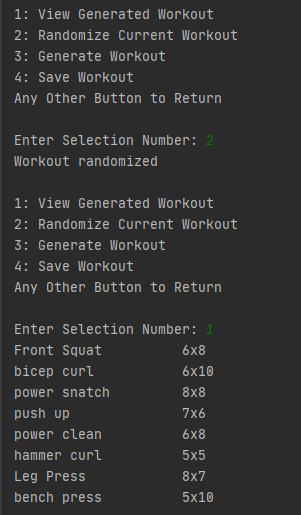 1: View Generated Workout
2: Randomize Current Workout
3: Generate Workout
4: Save Workout
Any Other Button to Return
Enter Selection Number: 2
Workout randomized
1: View Generated Workout
2: Randomize Current Workout
3: Generate Workout
4: Save Workout
Any Other Button to Return
Enter Selection Number: 1
Front Squat 6x8
bicep curl 6x10
power snatch 8x8
push up 7x6
power clean 6x8
hammer curl 5x5
Leg Press 8x7
bench press 5x10